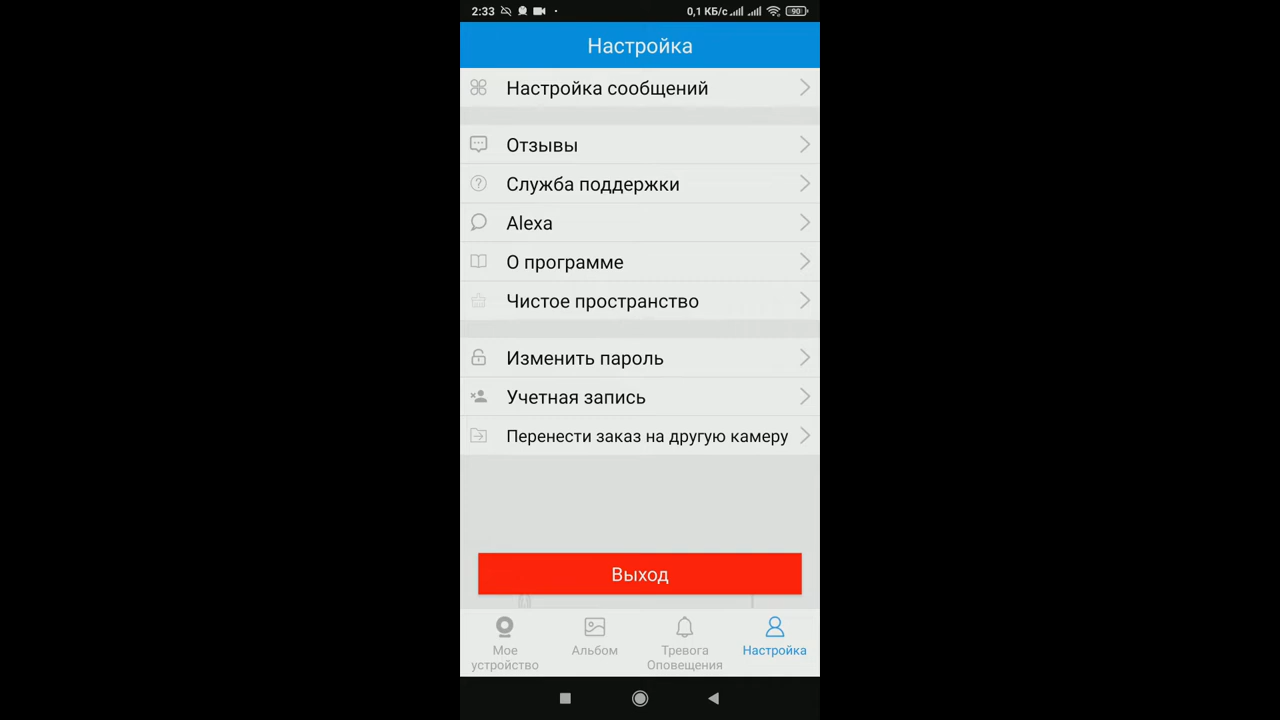 2:33
0,1 КБ/с
90
Настройка
Настройка сообщений
Отзывы
Служба поддержки
Alexa
О программе
Чистое пространство
Изменить пароль
Учетная запись
Перенести заказ на другую камеру
Выход
Мое
устройство
Альбом
Тревога
Оповещения
Настройка